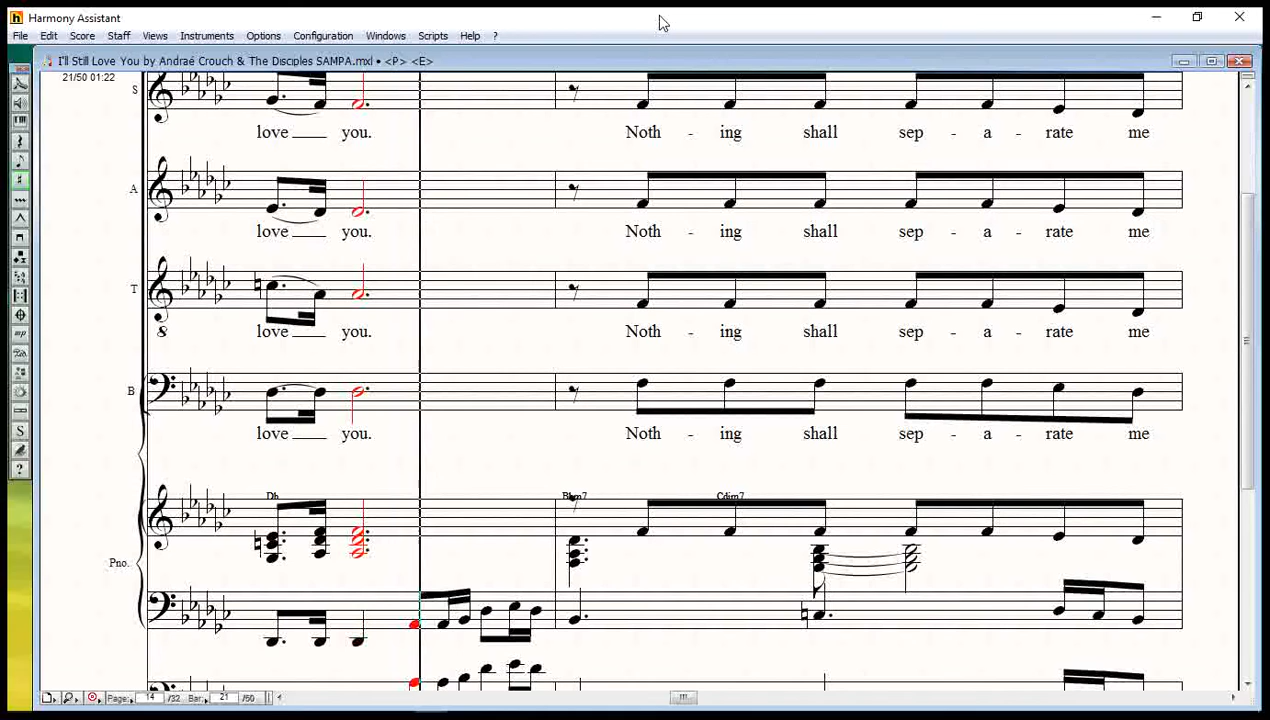 Harmony Assistant
File Edit Score Staff Views Instruments Options Configuration Windows Scripts Help ?
I'll Still Love You by Andraé Crouch & The Disciples SAMPA.mxl • <P> <E>
21/50 01:22
S
love you. Noth - ing shall sep - a - rate me
A
love you. Noth - ing shall sep - a - rate me
T
8
love you. Noth - ing shall sep - a - rate me
B
love you. Noth - ing shall sep - a - rate me
Db Bbm7 Cdim7
Pno.
Page: 14 /32 Bar: 21 /50